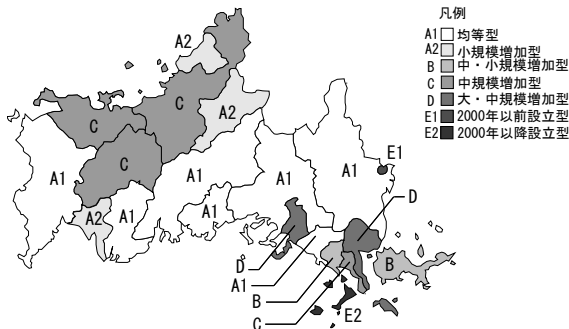 凡例
A1 均等型
A2 小規模増加型
B 中・小規模増加型
C 中規模増加型
D 大・中規模増加型
E1 2000年以前設立型
E2 2000年以降設立型
A2
C
A2
C
C
A1
A1
A1
A1
E1
A2
A1
A1
D
D
B
A1
B
C
E2